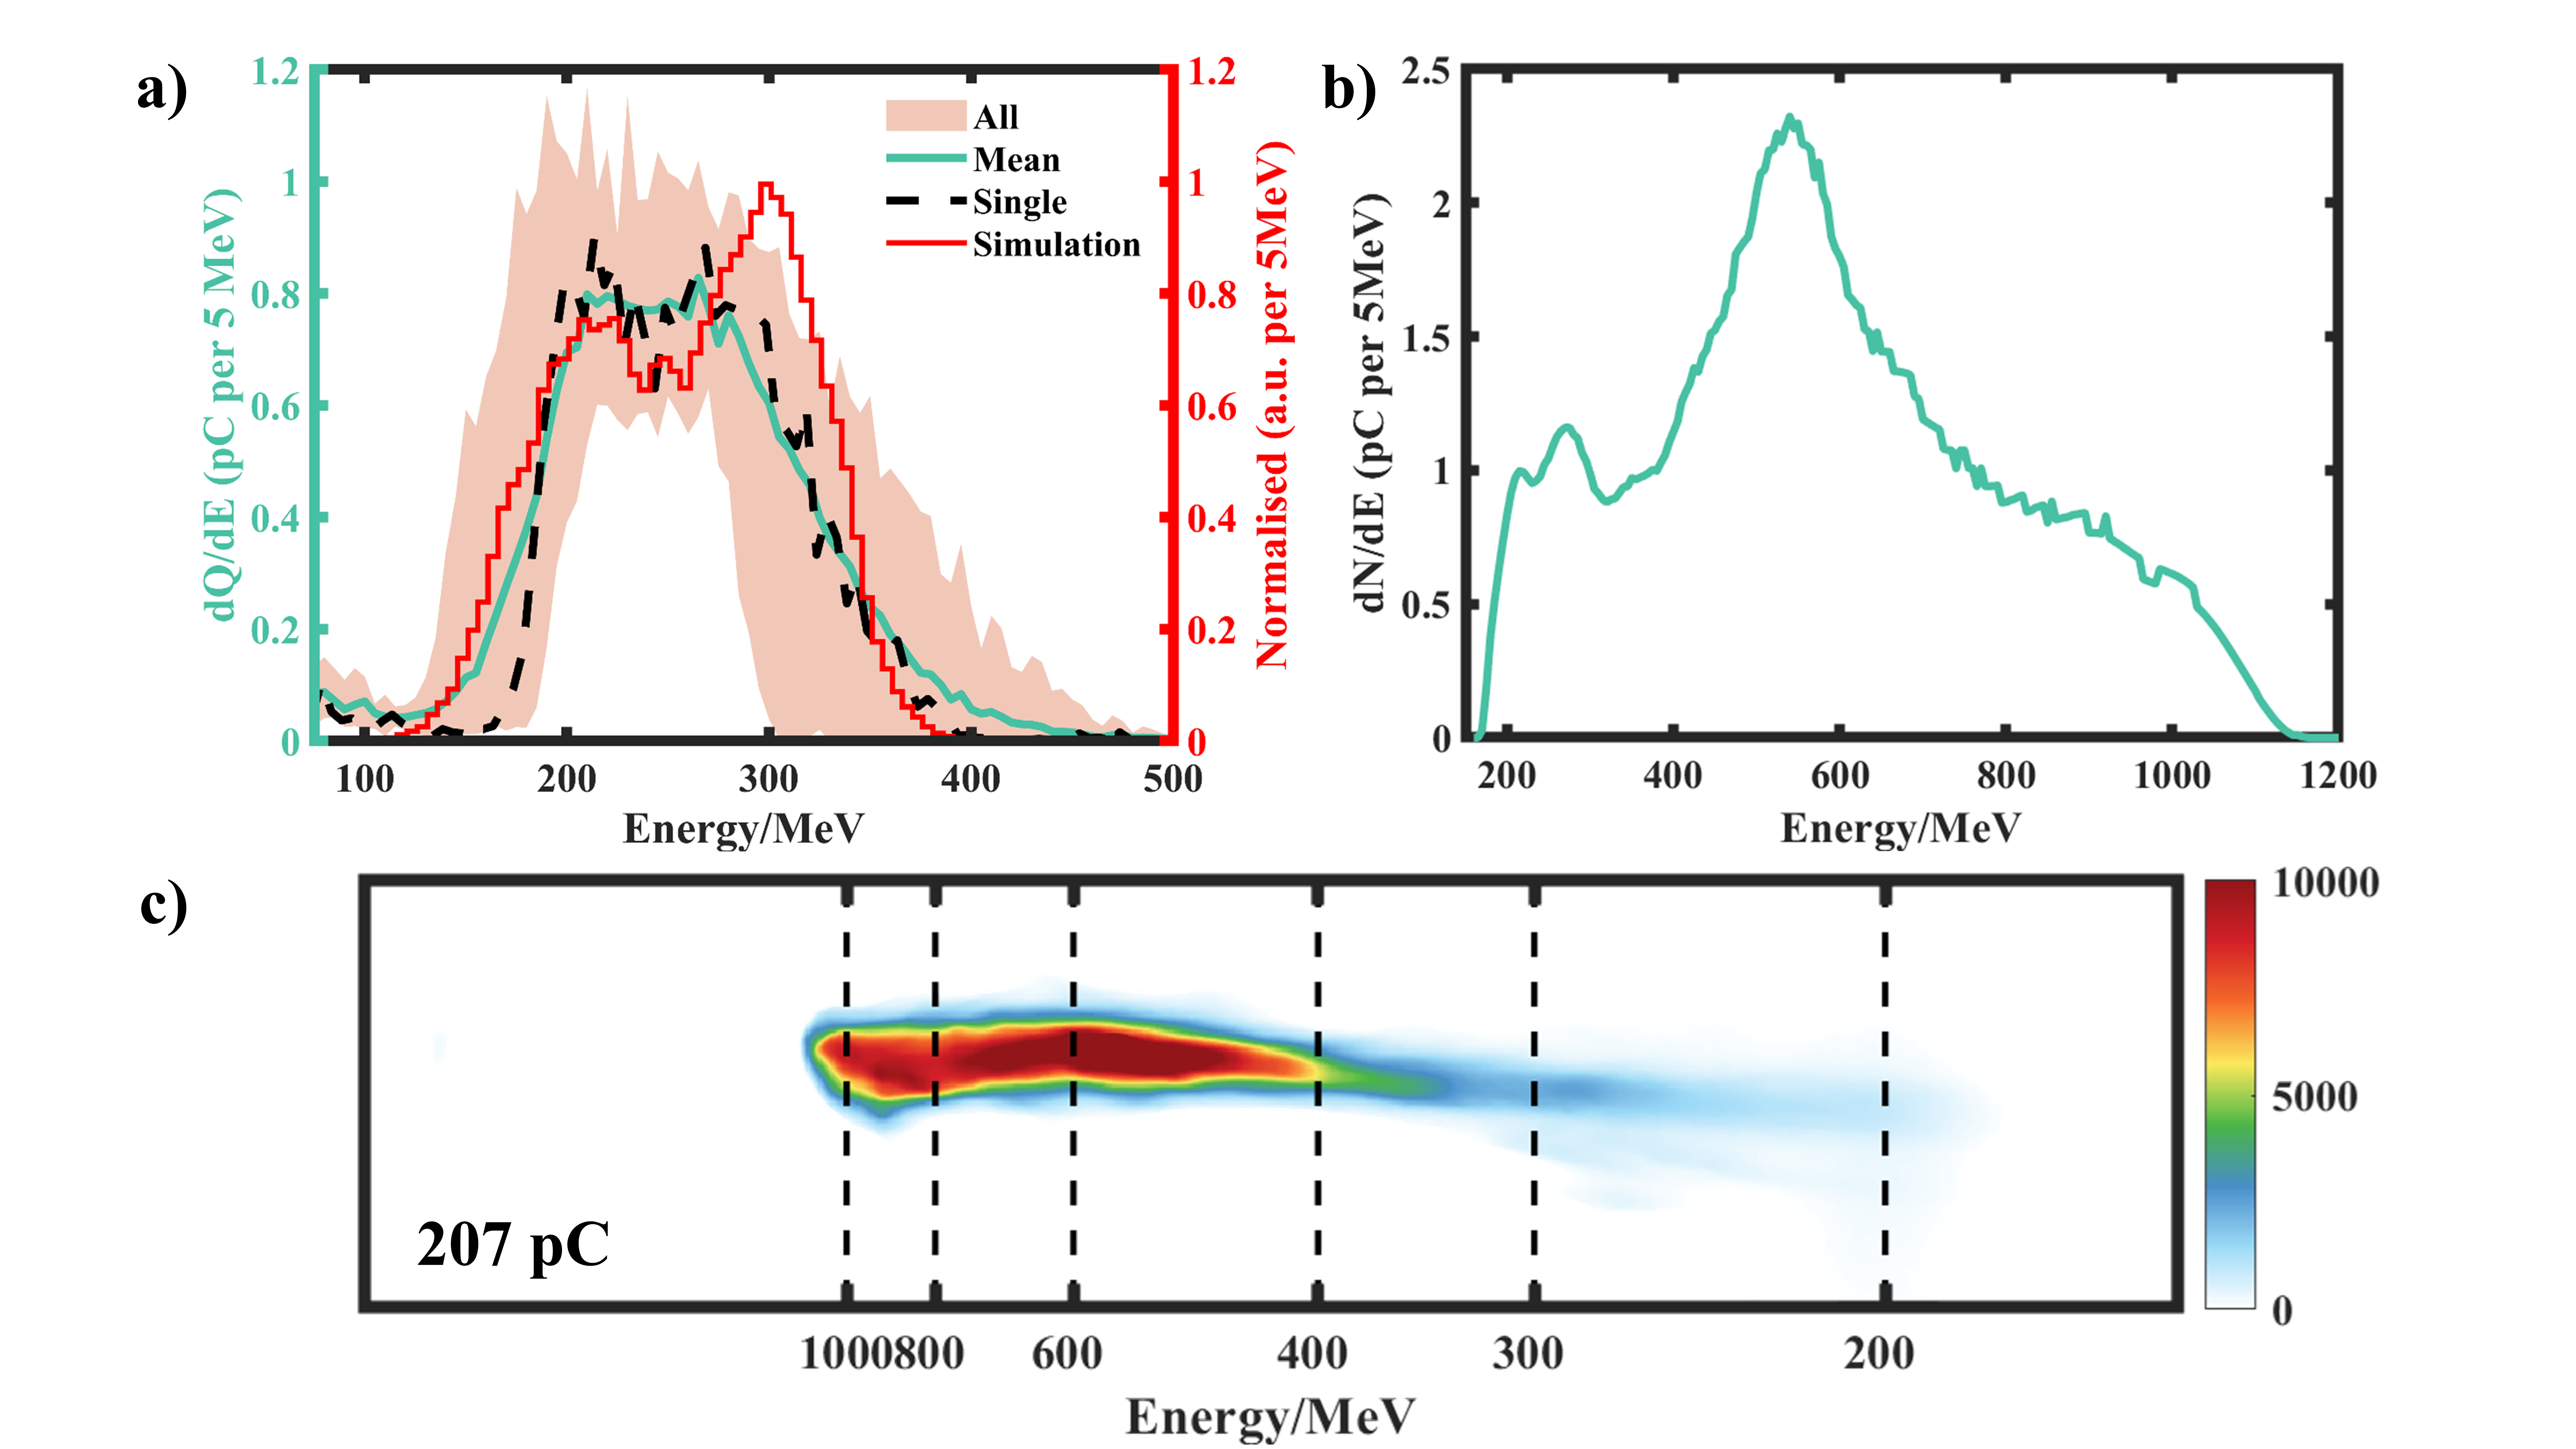 a)
1.2
1
0.8
0.6
0.4
0.2
0
dQ/dE (pC per 5 MeV)
All
Mean
Single
Simulation
1.2
1
0.8
0.6
0.4
0.2
0
Normalised (a.u. per 5MeV)
100 200 300 400 500
Energy/MeV
b)
2.5
2
1.5
1
0.5
0
dN/dE (pC per 5MeV)
200 400 600 800 1000 1200
Energy/MeV
c)
207 pC
1000 800 600 400 300 200
Energy/MeV
10000
5000
0